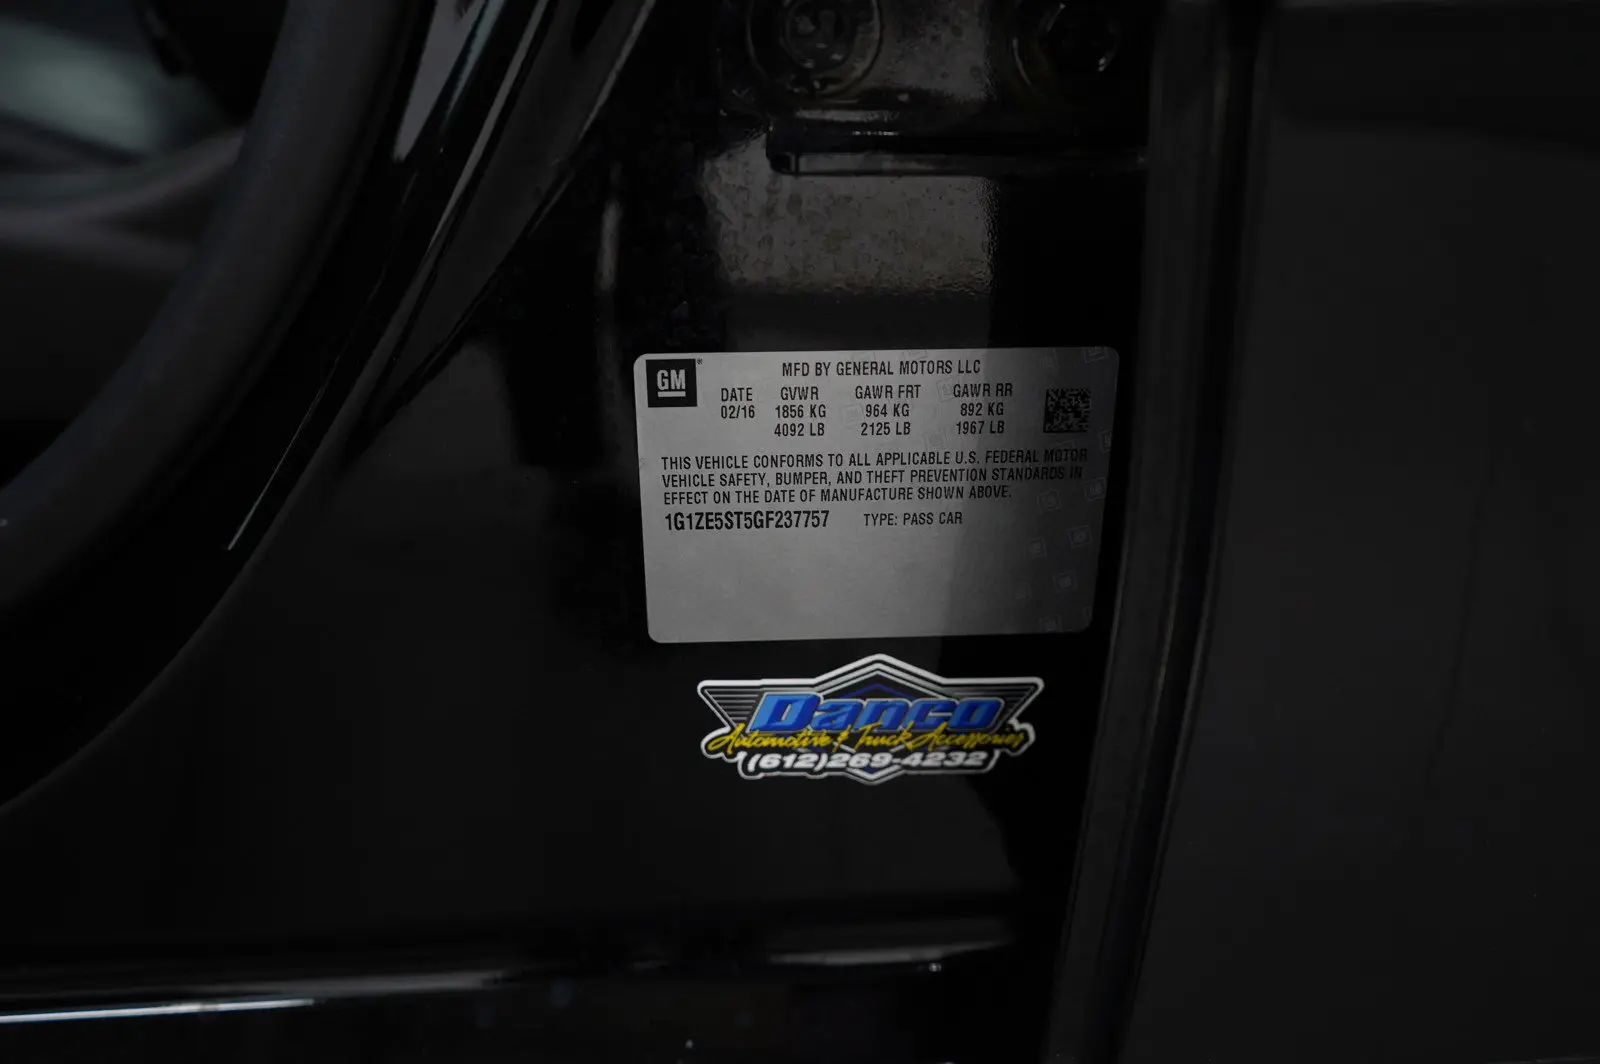 GM
MFD BY GENERAL MOTORS LLC
DATE GVWR GAWR FRT GAWR RR
02/16 1856 KG 964 KG 892 KG
4092 LB 2125 LB 1967 LB
THIS VEHICLE CONFORMS TO ALL APPLICABLE U.S. FEDERAL MOTOR
VEHICLE SAFETY, BUMPER, AND THEFT PREVENTION STANDARDS IN
EFFECT ON THE DATE OF MANUFACTURE SHOWN ABOVE.
1G1ZE5ST5GF237757 TYPE: PASS CAR
Danco
Automotive & Truck Accessories
(612)269-4232